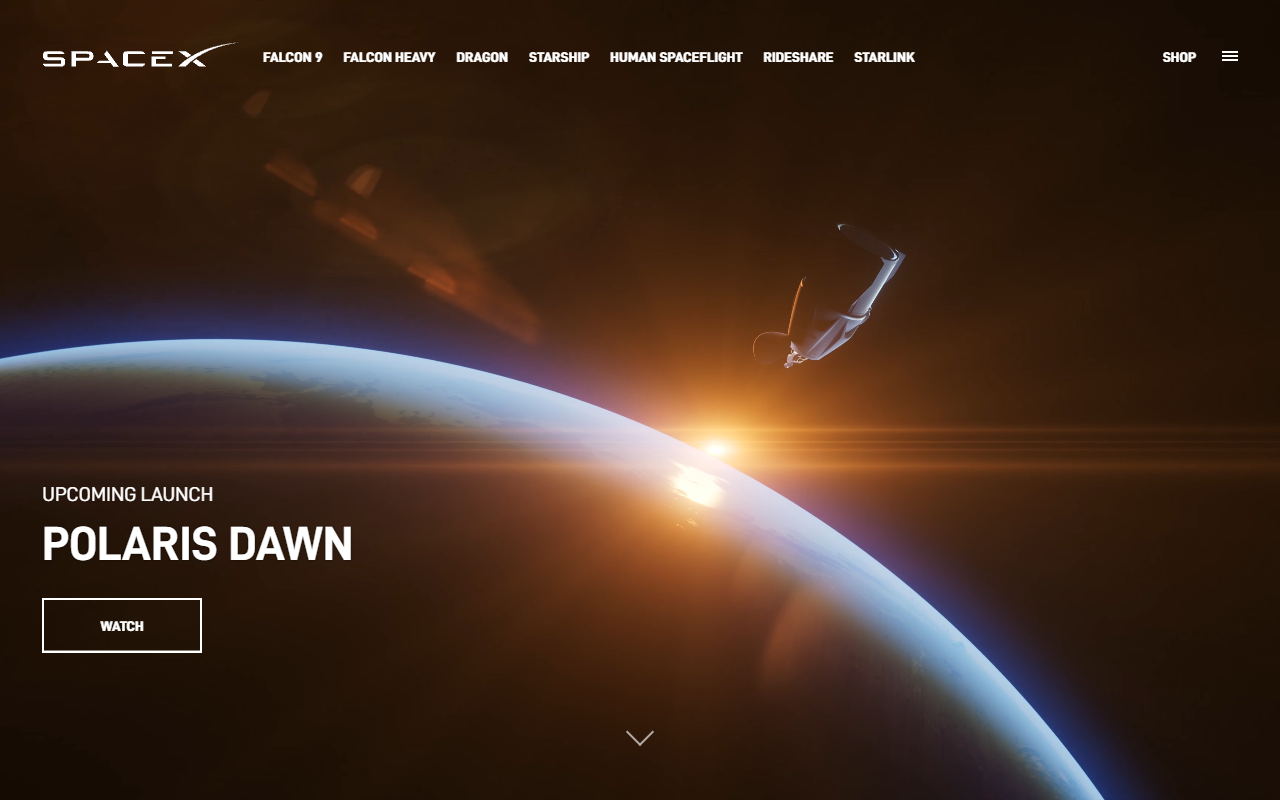 SPACEX FALCON 9 FALCON HEAVY DRAGON STARSHIP HUMAN SPACEFLIGHT RIDESHARE STARLINK SHOP
UPCOMING LAUNCH
POLARIS DAWN
WATCH